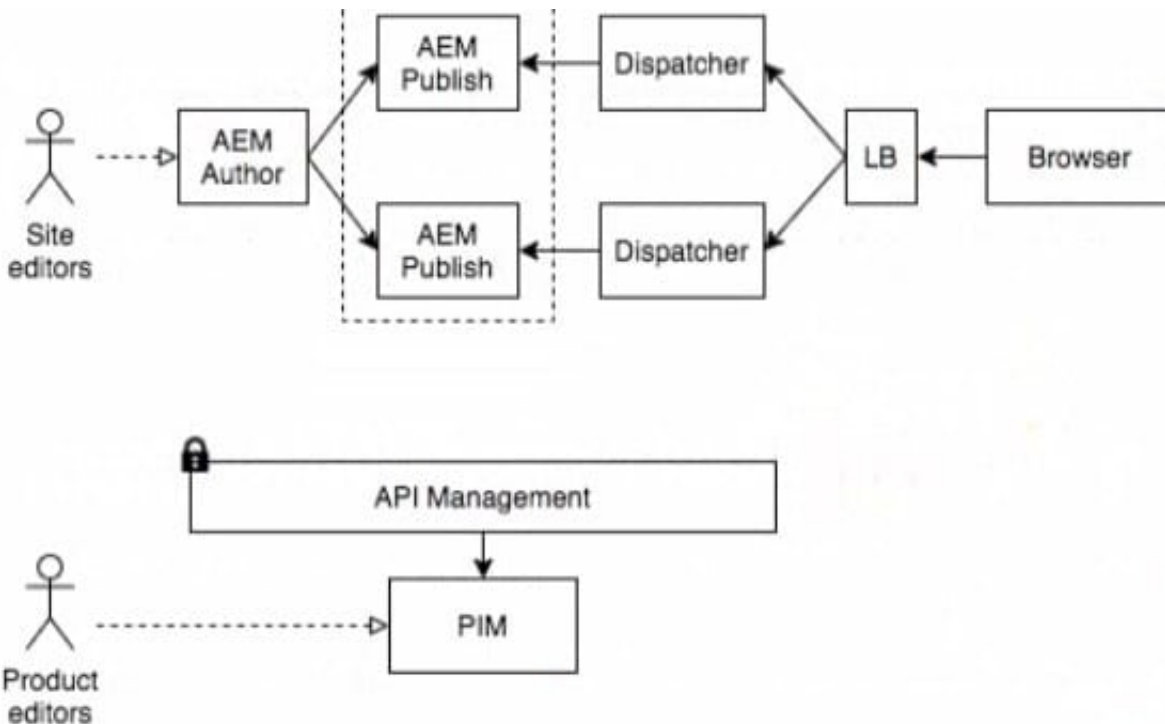 AEM
Publish
Dispatcher
AEM
Author
LB
Browser
Site
editors
AEM
Publish
Dispatcher
API Management
PIM
Product
editors